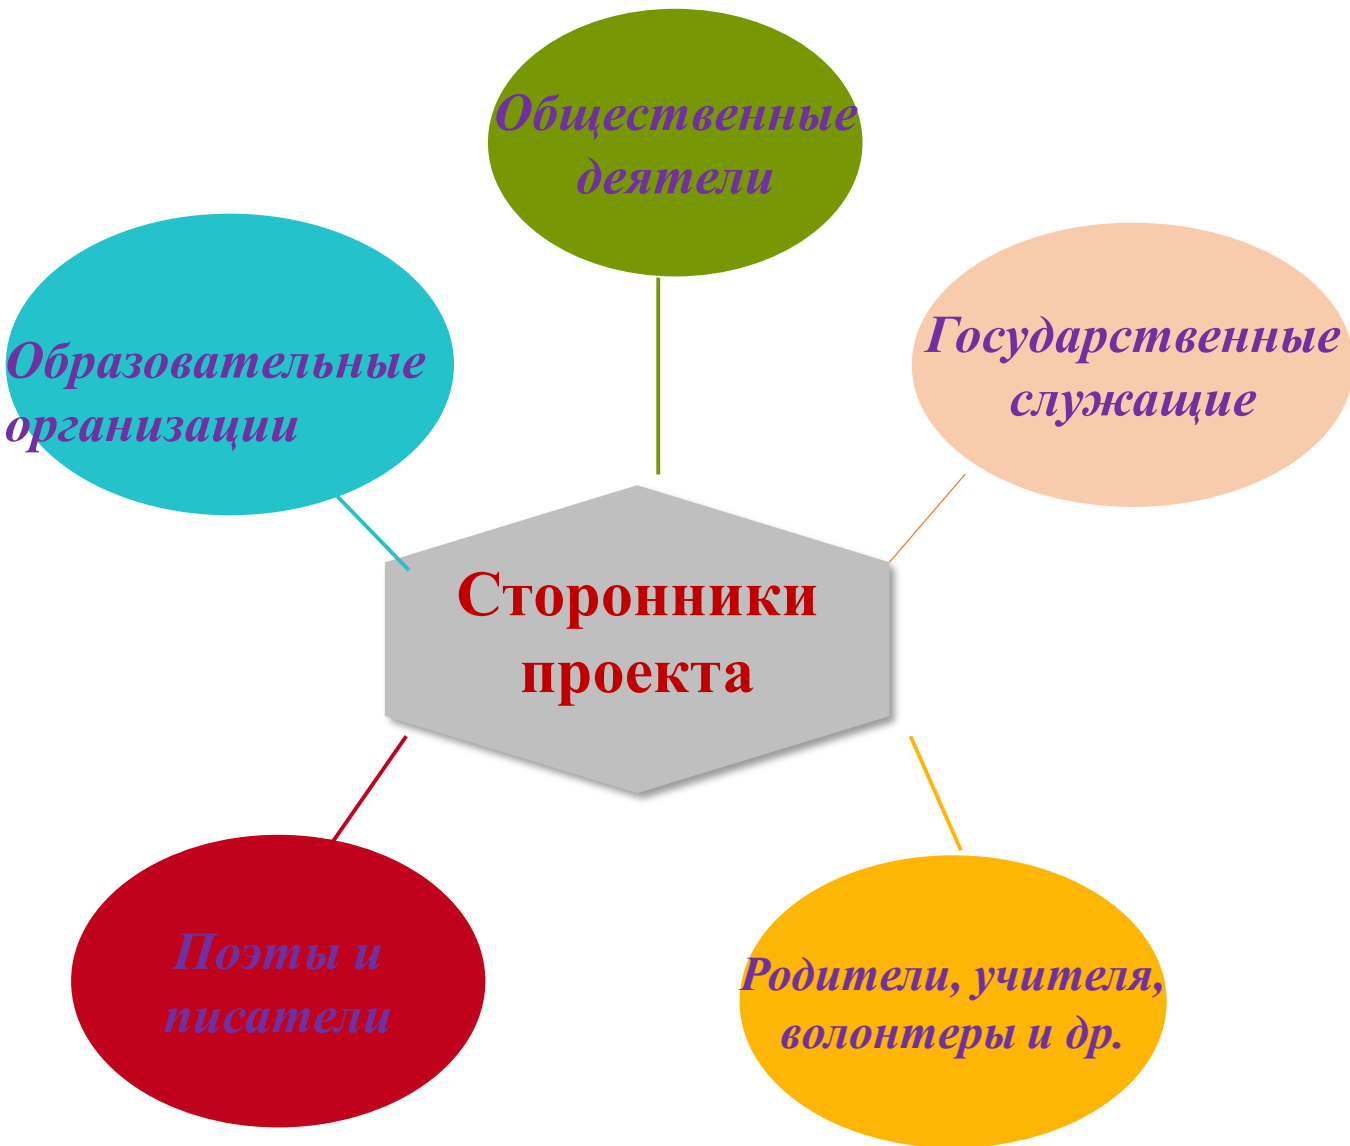 Общественные
деятели
Образовательные
организации
Государственные
служащие
Сторонники
проекта
Поэты и
писатели
Родители, учителя,
волонтеры и др.